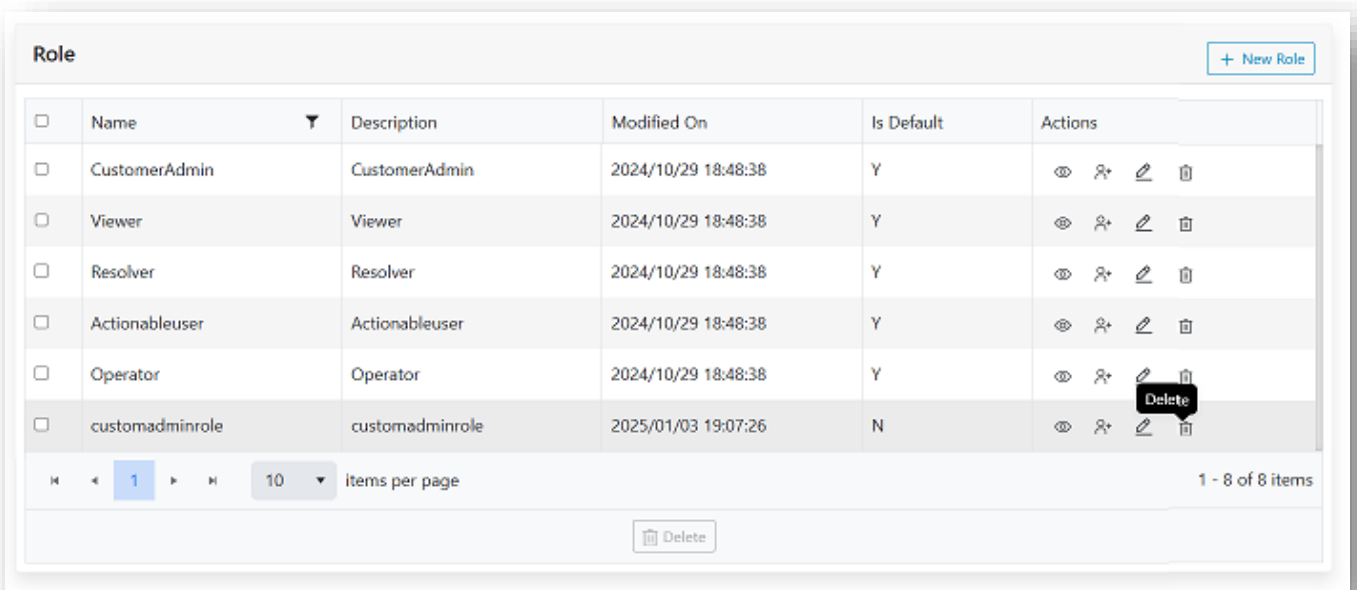 Role
+ New Role
Name Description Modified On Is Default Actions
CustomerAdmin CustomerAdmin 2024/10/29 18:48:38 Y
Viewer Viewer 2024/10/29 18:48:38 Y
Resolver Resolver 2024/10/29 18:48:38 Y
Actionableuser Actionableuser 2024/10/29 18:48:38 Y
Operator Operator 2024/10/29 18:48:38 Y
Delete
customadminrole customadminrole 2025/01/03 19:07:26 N
1 10 items per page 1 - 8 of 8 items
Delete